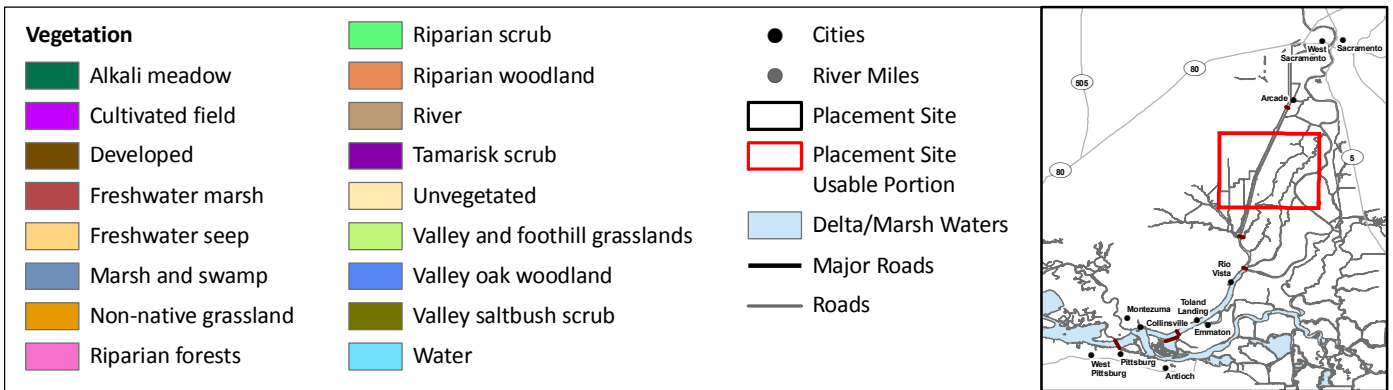 Vegetation
Alkali meadow
Cultivated field
Developed
Freshwater marsh
Freshwater seep
Marsh and swamp
Non-native grassland
Riparian forests
Riparian scrub
Riparian woodland
River
Tamarisk scrub
Unvegetated
Valley and foothill grasslands
Valley oak woodland
Valley saltbush scrub
Water
Cities
River Miles
Placement Site
Placement Site
Usable Portion
Delta/Marsh Waters
Major Roads
Roads
West
Sacramento
Sacramento
80
505
Arcade
5
80
Rio
Vista
Toland
Landing
Montezuma
Collinsville
Emmaton
West
Pittsburg
Pittsburg
Antioch